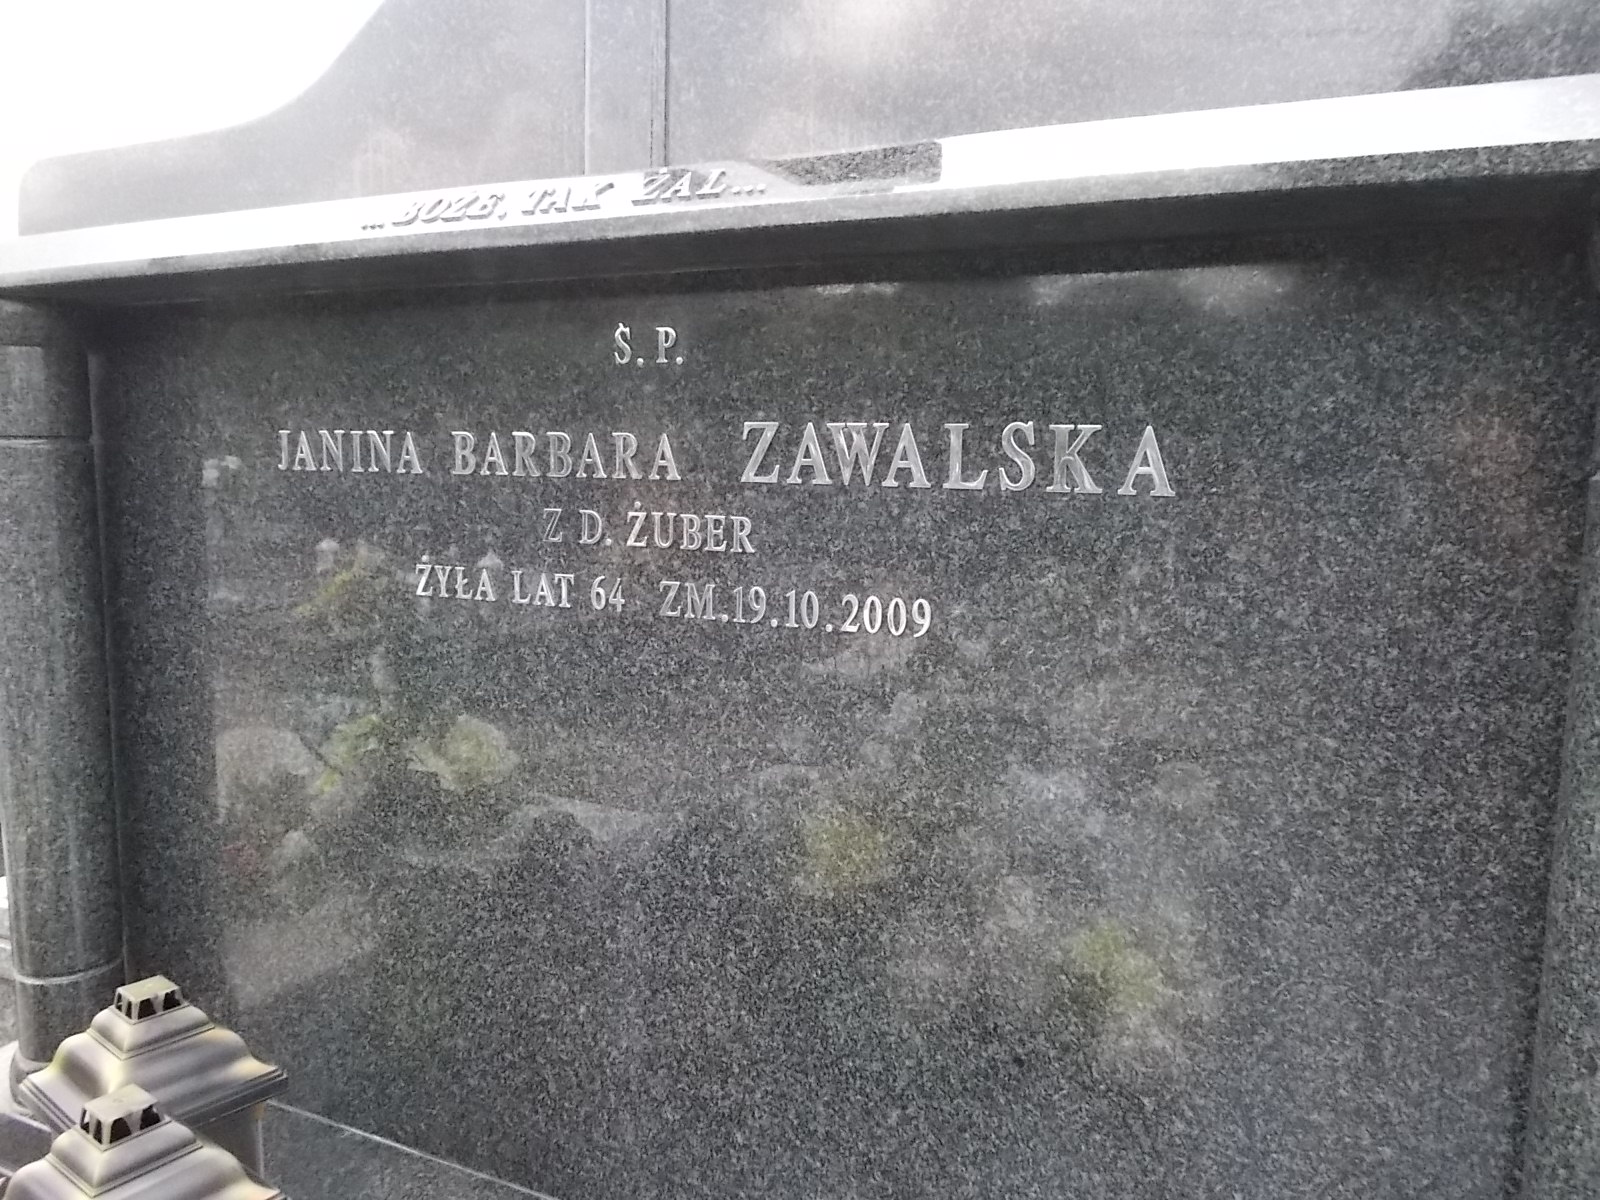 ...BOŻE, TAK ŻAL...
Ś. P.
JANINA BARBARA ZAWALSKA
Z D. ŻUBER
ŻYŁA LAT 64 ZM.19.10.2009